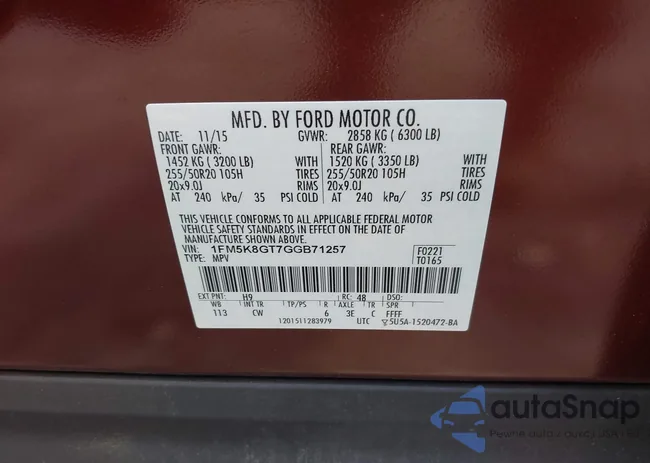 MFD. BY FORD MOTOR CO.
DATE: 11/15 GVWR: 2858 KG ( 6300 LB)
FRONT GAWR: REAR GAWR:
1452 KG ( 3200 LB) WITH 1520 KG ( 3350 LB) WITH
255/50R20 105H TIRES 255/50R20 105H TIRES
20x9.0J RIMS 20x9.0J RIMS
AT 240 kPa/ 35 PSI COLD AT 240 kPa/ 35 PSI COLD
THIS VEHICLE CONFORMS TO ALL APPLICABLE FEDERAL MOTOR
VEHICLE SAFETY STANDARDS IN EFFECT ON THE DATE OF
MANUFACTURE SHOWN ABOVE.
VIN: 1FM5K8GT7GGB71257 F0221
TYPE: MPV T0165
EXT PNT: H9 RC: 48 DSO:
WB INT TR TP/PS R AXLE TR SPR
113 CW 6 3E C FFFF
1201511283979 UTC 5U5A-1520472-BA
autoSnap